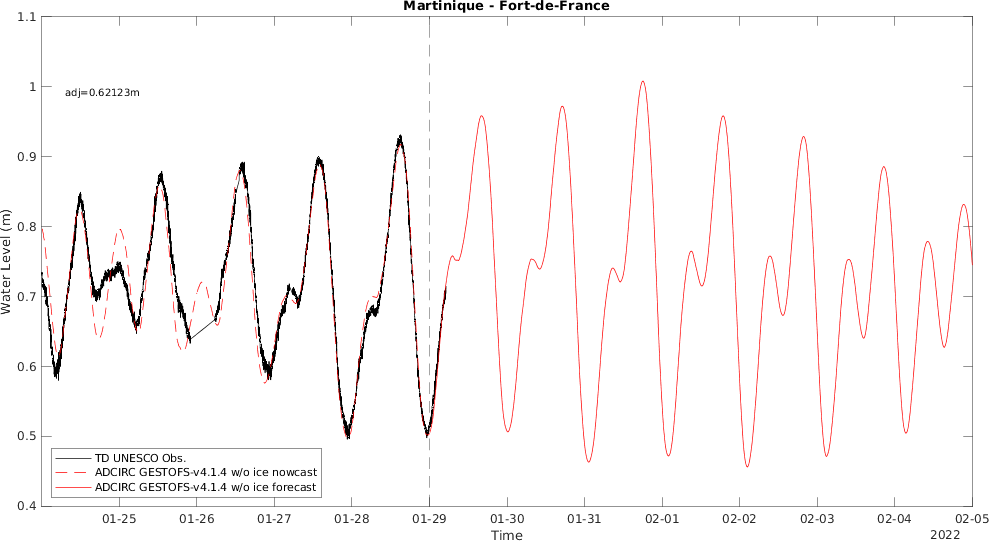 Martinique - Fort-de-France
1.1
1
0.9
0.8
0.7
0.6
0.5
0.4
Water Level (m)
adj=0.62123m
TD UNESCO Obs.
ADCIRC GESTOFS-v4.1.4 w/o ice nowcast
ADCIRC GESTOFS-v4.1.4 w/o ice forecast
01-25 01-26 01-27 01-28 01-29 01-30 01-31 02-01 02-02 02-03 02-04 02-05
Time
2022